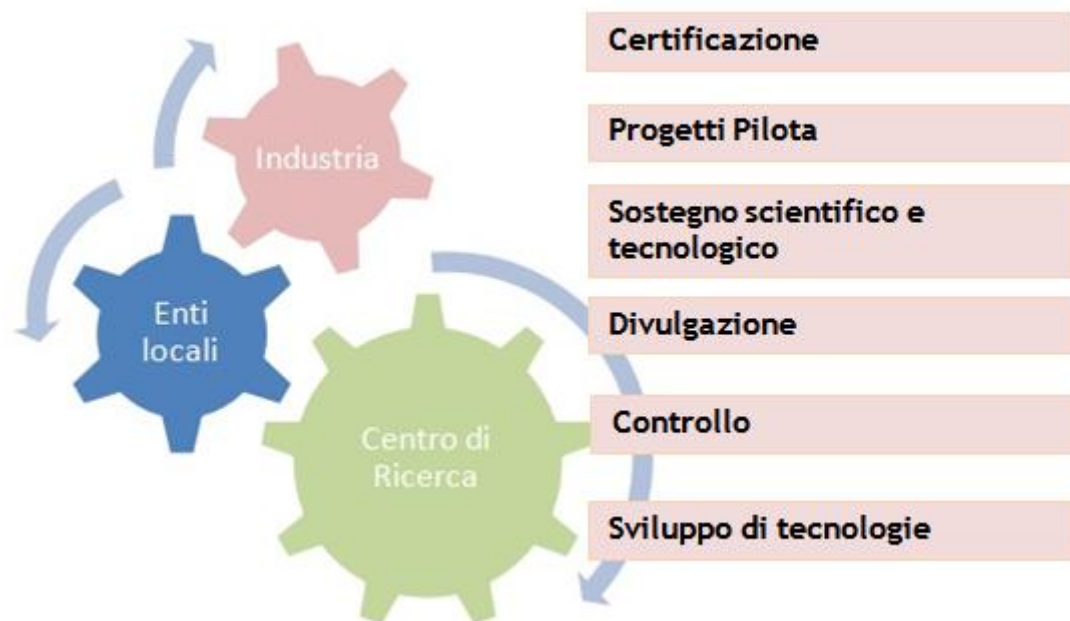 Industria
Enti
locali
Centro di
Ricerca
Certificazione
Progetti Pilota
Sostegno scientifico e
tecnologico
Divulgazione
Controllo
Sviluppo di tecnologie